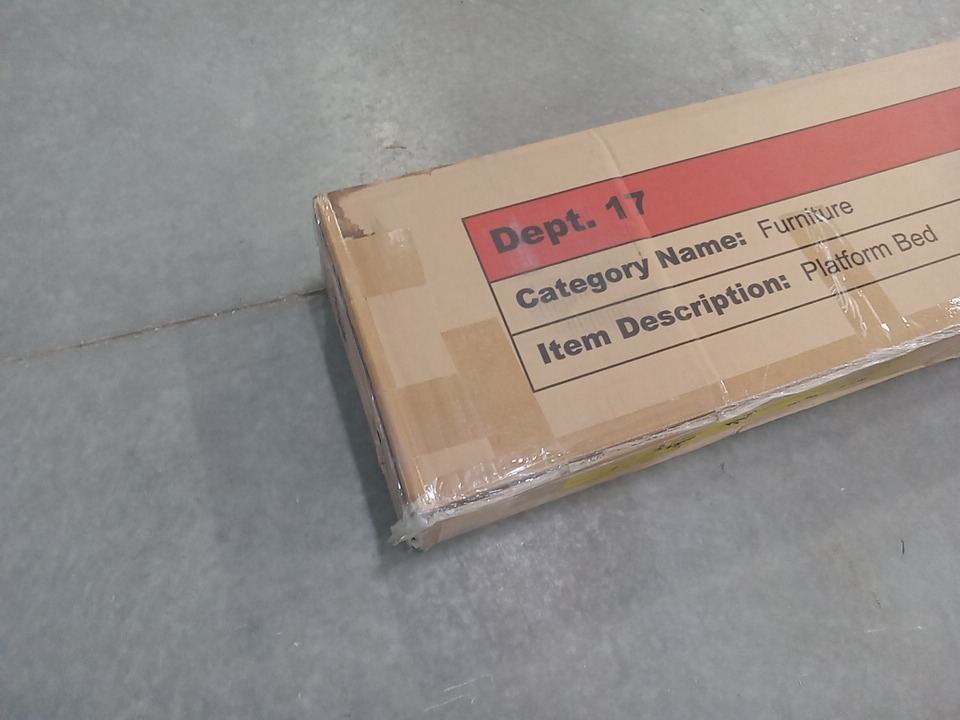 Dept. 17
Category Name: Furniture
Item Description: Platform Bed